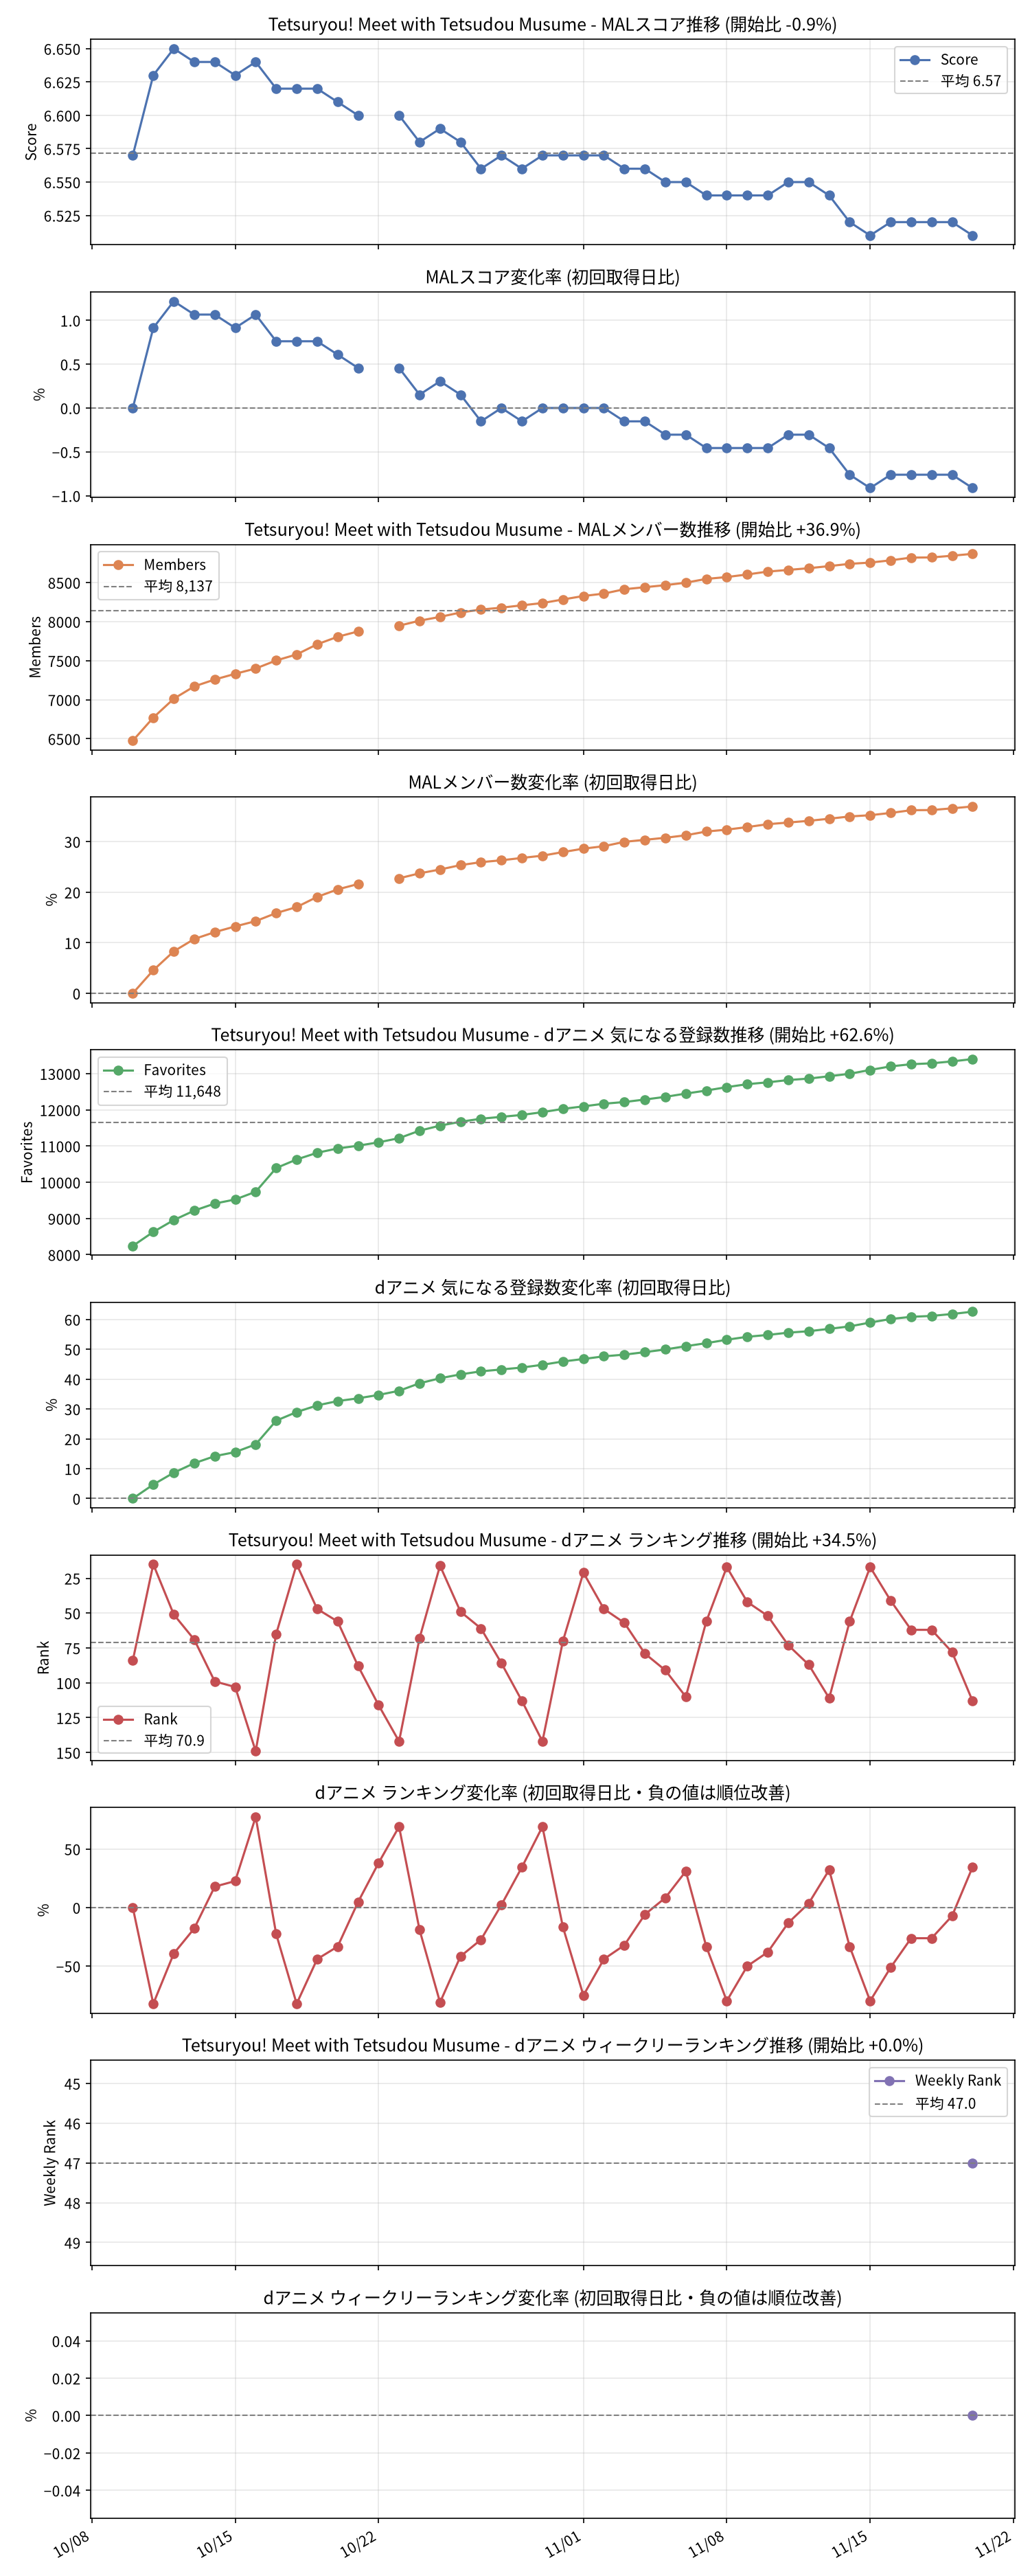 Tetsuryou! Meet with Tetsudou Musume - MALスコア推移 (開始比 -0.9%)
6.650
6.625
6.600
6.575
6.550
6.525
Score
Score
平均 6.57
MALスコア変化率 (初回取得日比)
1.0
0.5
0.0
−0.5
−1.0
%
Tetsuryou! Meet with Tetsudou Musume - MALメンバー数推移 (開始比 +36.9%)
Members
平均 8,137
8500
8000
7500
7000
6500
Members
MALメンバー数変化率 (初回取得日比)
30
20
10
0
%
Tetsuryou! Meet with Tetsudou Musume - dアニメ 気になる登録数推移 (開始比 +62.6%)
Favorites
平均 11,648
13000
12000
11000
10000
9000
8000
Favorites
dアニメ 気になる登録数変化率 (初回取得日比)
60
50
40
30
20
10
0
%
Tetsuryou! Meet with Tetsudou Musume - dアニメ ランキング推移 (開始比 +34.5%)
25
50
75
100
125
150
Rank
Rank
平均 70.9
dアニメ ランキング変化率 (初回取得日比・負の値は順位改善)
50
0
−50
%
Tetsuryou! Meet with Tetsudou Musume - dアニメ ウィークリーランキング推移 (開始比 +0.0%)
Weekly Rank
平均 47.0
45
46
47
48
49
Weekly Rank
dアニメ ウィークリーランキング変化率 (初回取得日比・負の値は順位改善)
0.04
0.02
0.00
−0.02
−0.04
%
10/08
10/15
10/22
11/01
11/08
11/15
11/22